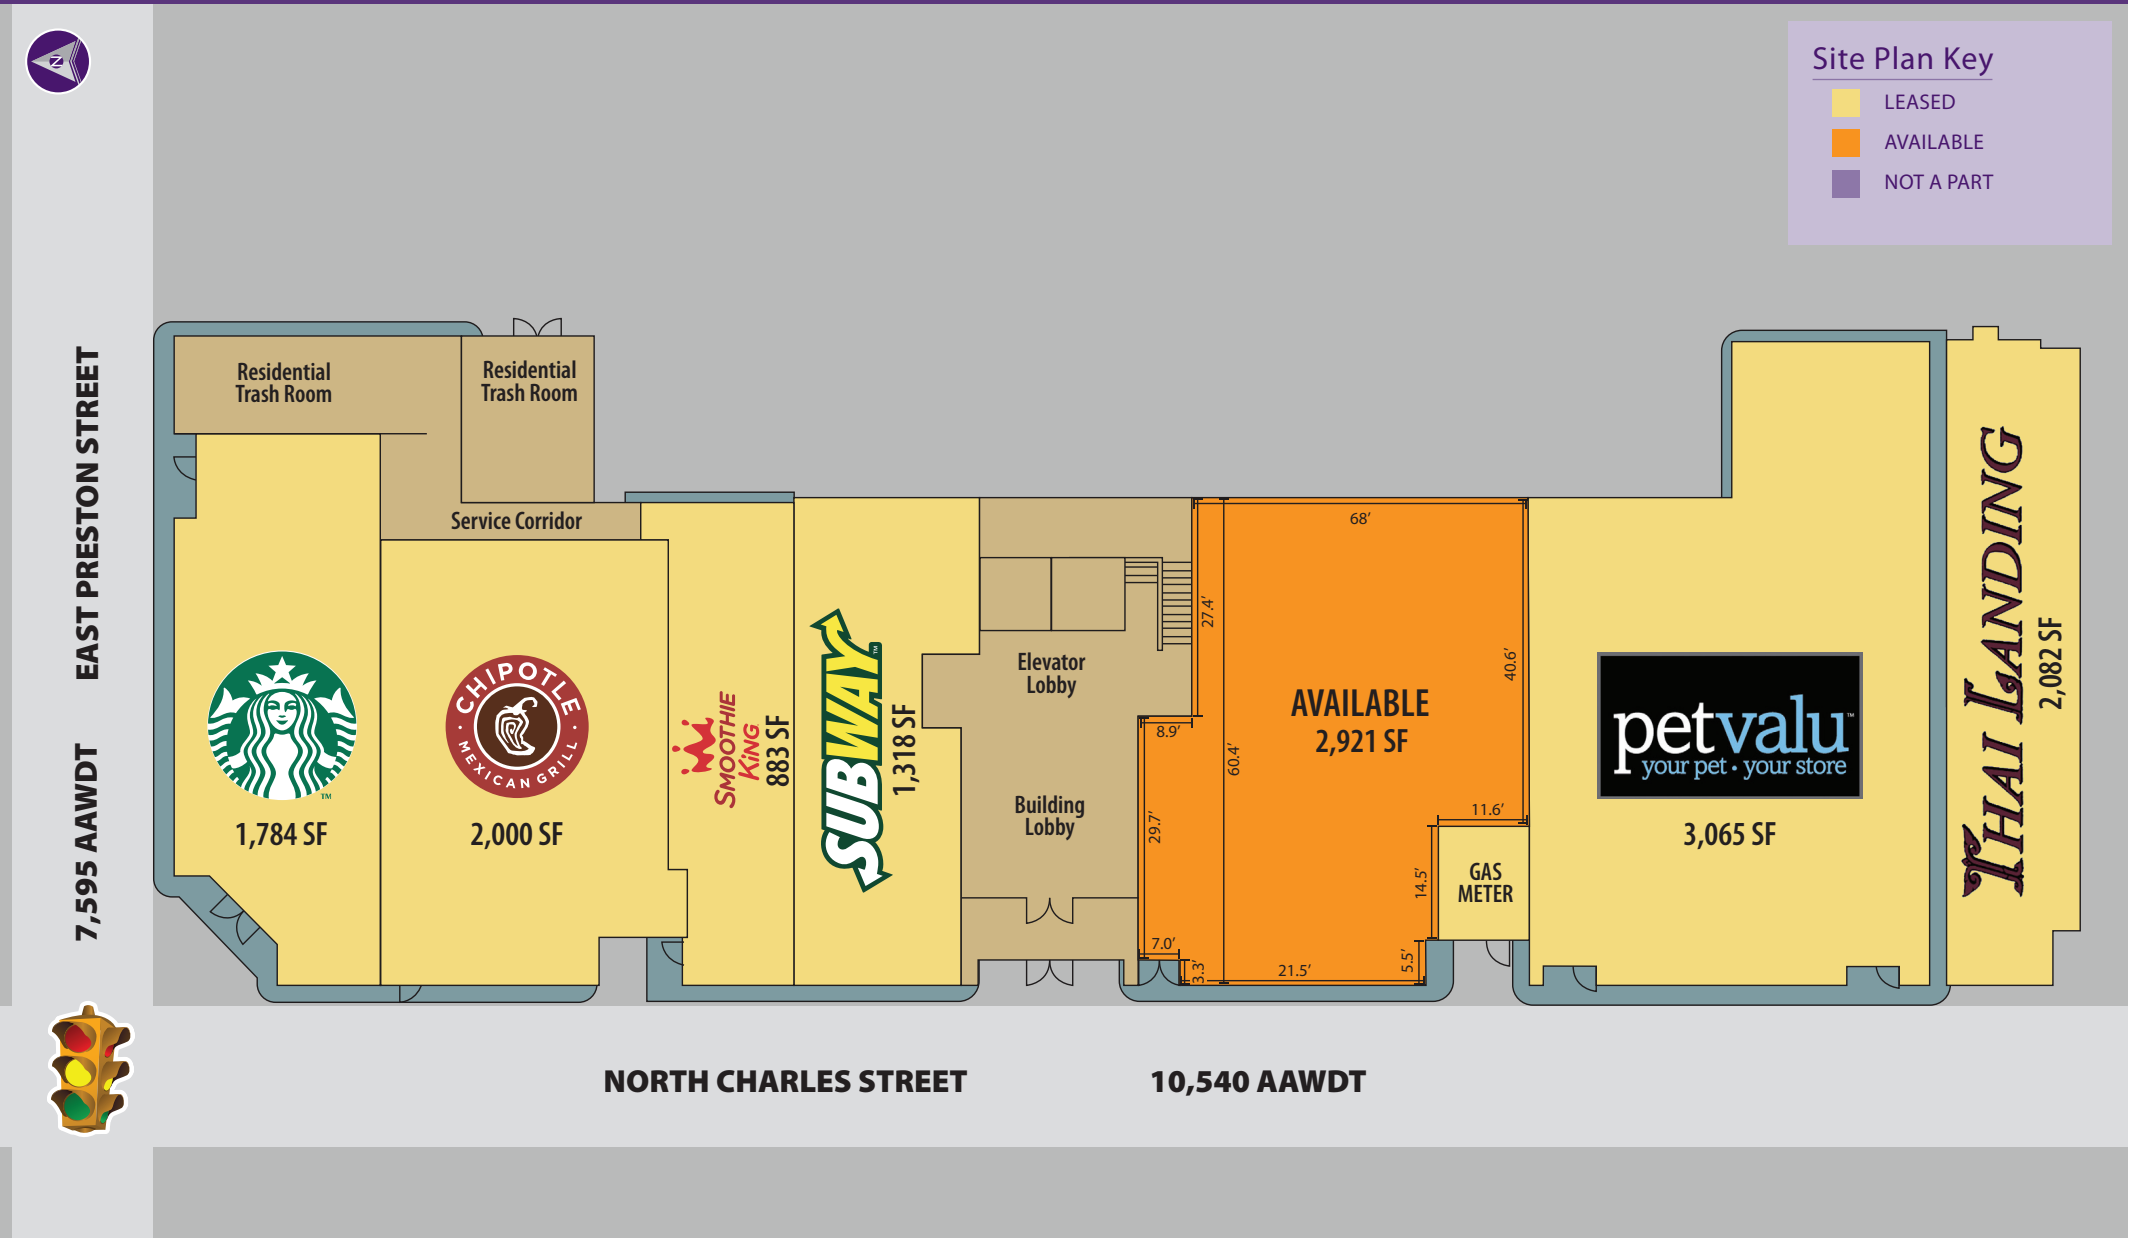 N
Site Plan Key
LEASED
AVAILABLE
NOT A PART
EAST PRESTON STREET
7,595 AAWDT
Residential
Trash Room
Residential
Trash Room
Service Corridor
TM
1,784 SF
CHIPOTLE
MEXICAN GRILL
2,000 SF
SMOOTHIE
KING
883 SF
SUBWAY™
1,318 SF
Elevator
Lobby
Building
Lobby
68’
27.4’
40.6’
8.9’
60.4’
29.7’
AVAILABLE
2,921 SF
11.6’
14.5’
7.0’
3.3’
21.5’
5.5’
GAS
METER
petvalu™
your pet • your store
3,065 SF
THAI LANDING
2,082 SF
NORTH CHARLES STREET
10,540 AAWDT